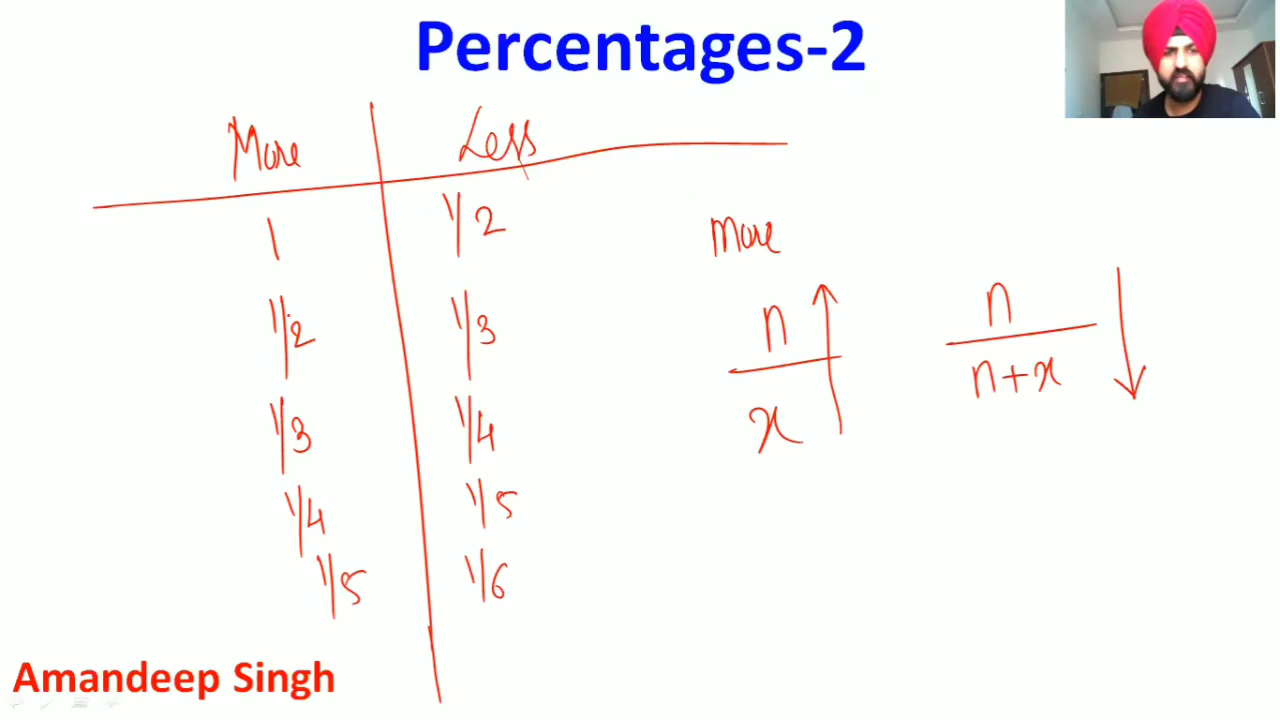 Percentages-2
More Less
1 1/2
1/2 1/3
1/3 1/4
1/4 1/5
1/5 1/6
More
n/x ↑ n/n+x ↓
Amandeep Singh